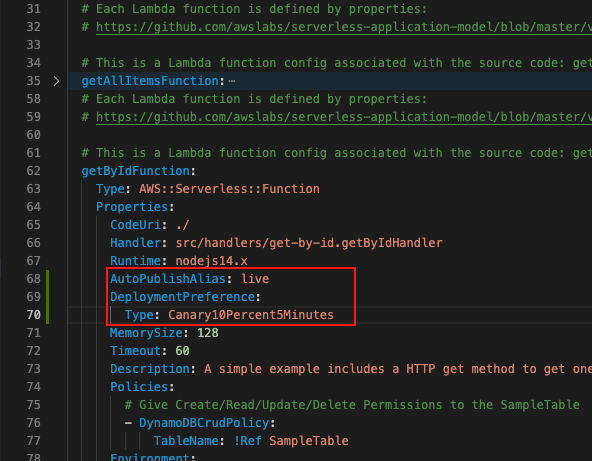 31 # Each Lambda function is defined by properties:
32 # https://github.com/awslabs/serverless-application-model/blob/master/v
33
34 # This is a Lambda function config associated with the source code: get
35 getAllItemsFunction:⋯
58 # Each Lambda function is defined by properties:
59 # https://github.com/awslabs/serverless-application-model/blob/master/v
60
61 # This is a Lambda function config associated with the source code: get
62 getByIdFunction:
63 Type: AWS::Serverless::Function
64 Properties:
65 CodeUri: ./
66 Handler: src/handlers/get-by-id.getByIdHandler
67 Runtime: nodejs14.x
68 AutoPublishAlias: live
69 DeploymentPreference:
70 Type: Canary10Percent5Minutes
71 MemorySize: 128
72 Timeout: 60
73 Description: A simple example includes a HTTP get method to get one
74 Policies:
75 # Give Create/Read/Update/Delete Permissions to the SampleTable
76 - DynamoDBCrudPolicy:
77 TableName: !Ref SampleTable
78 Environment: